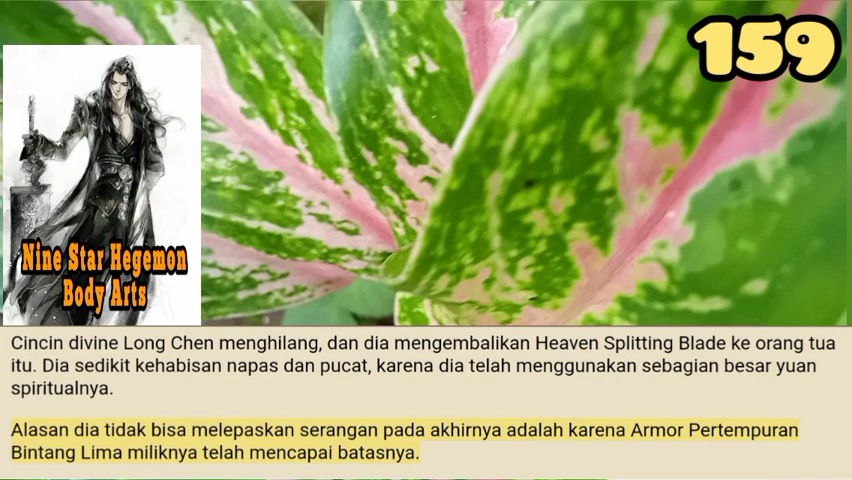 159
Nine Star Hegemon
Body Arts
Cincin divine Long Chen menghilang, dan dia mengembalikan Heaven Splitting Blade ke orang tua
itu. Dia sedikit kehabisan napas dan pucat, karena dia telah menggunakan sebagian besar yuan
spiritualnya.
Alasan dia tidak bisa melepaskan serangan pada akhirnya adalah karena Armor Pertempuran
Bintang Lima miliknya telah mencapai batasnya.